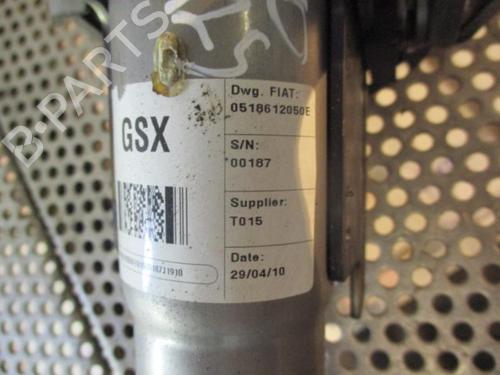 Dwg. FIAT:
0518612050E
GSX
S/N:
00187
Supplier:
T015
Date:
29/04/10
B-PARTS